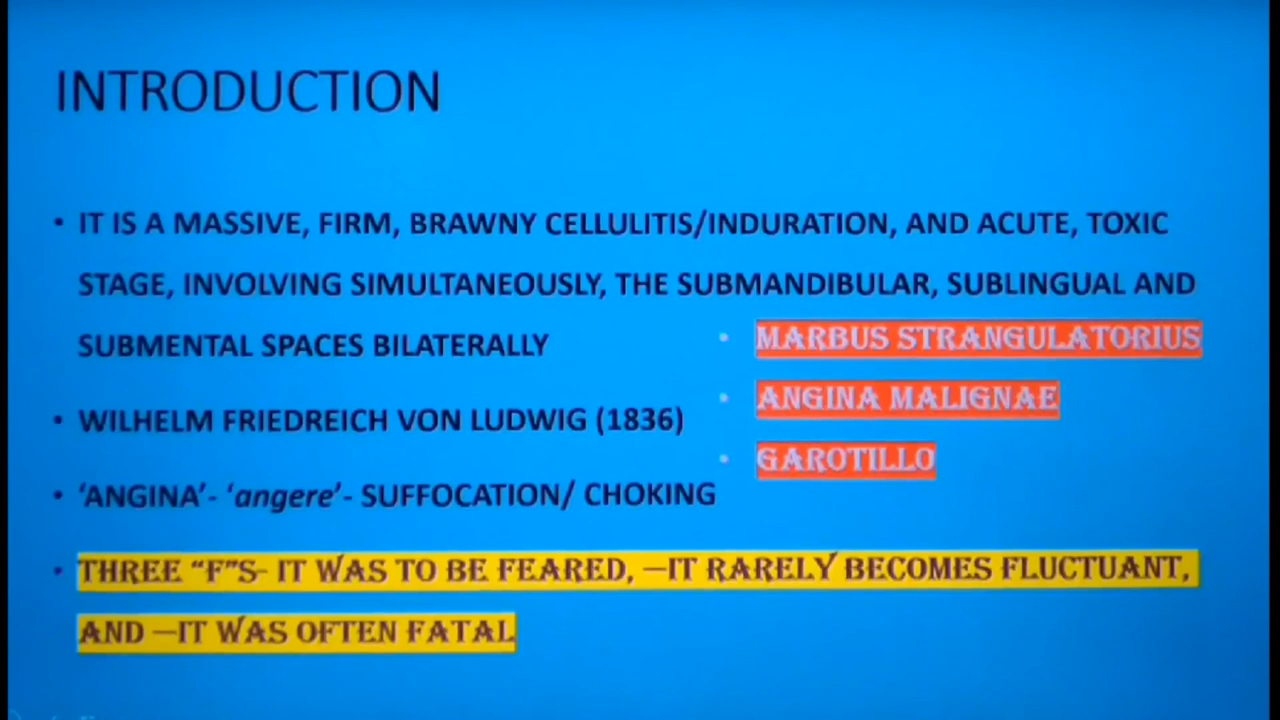 INTRODUCTION
• IT IS A MASSIVE, FIRM, BRAWNY CELLULITIS/INDURATION, AND ACUTE, TOXIC
STAGE, INVOLVING SIMULTANEOUSLY, THE SUBMANDIBULAR, SUBLINGUAL AND
SUBMENTAL SPACES BILATERALLY
• MARBUS STRANGULATORIUS
• ANGINA MALIGNAE
• GAROTILLO
• WILHELM FRIEDREICH VON LUDWIG (1836)
• ‘ANGINA’- ‘angere’- SUFFOCATION/ CHOKING
• THREE “F”S- IT WAS TO BE FEARED, —IT RARELY BECOMES FLUCTUANT,
AND —IT WAS OFTEN FATAL